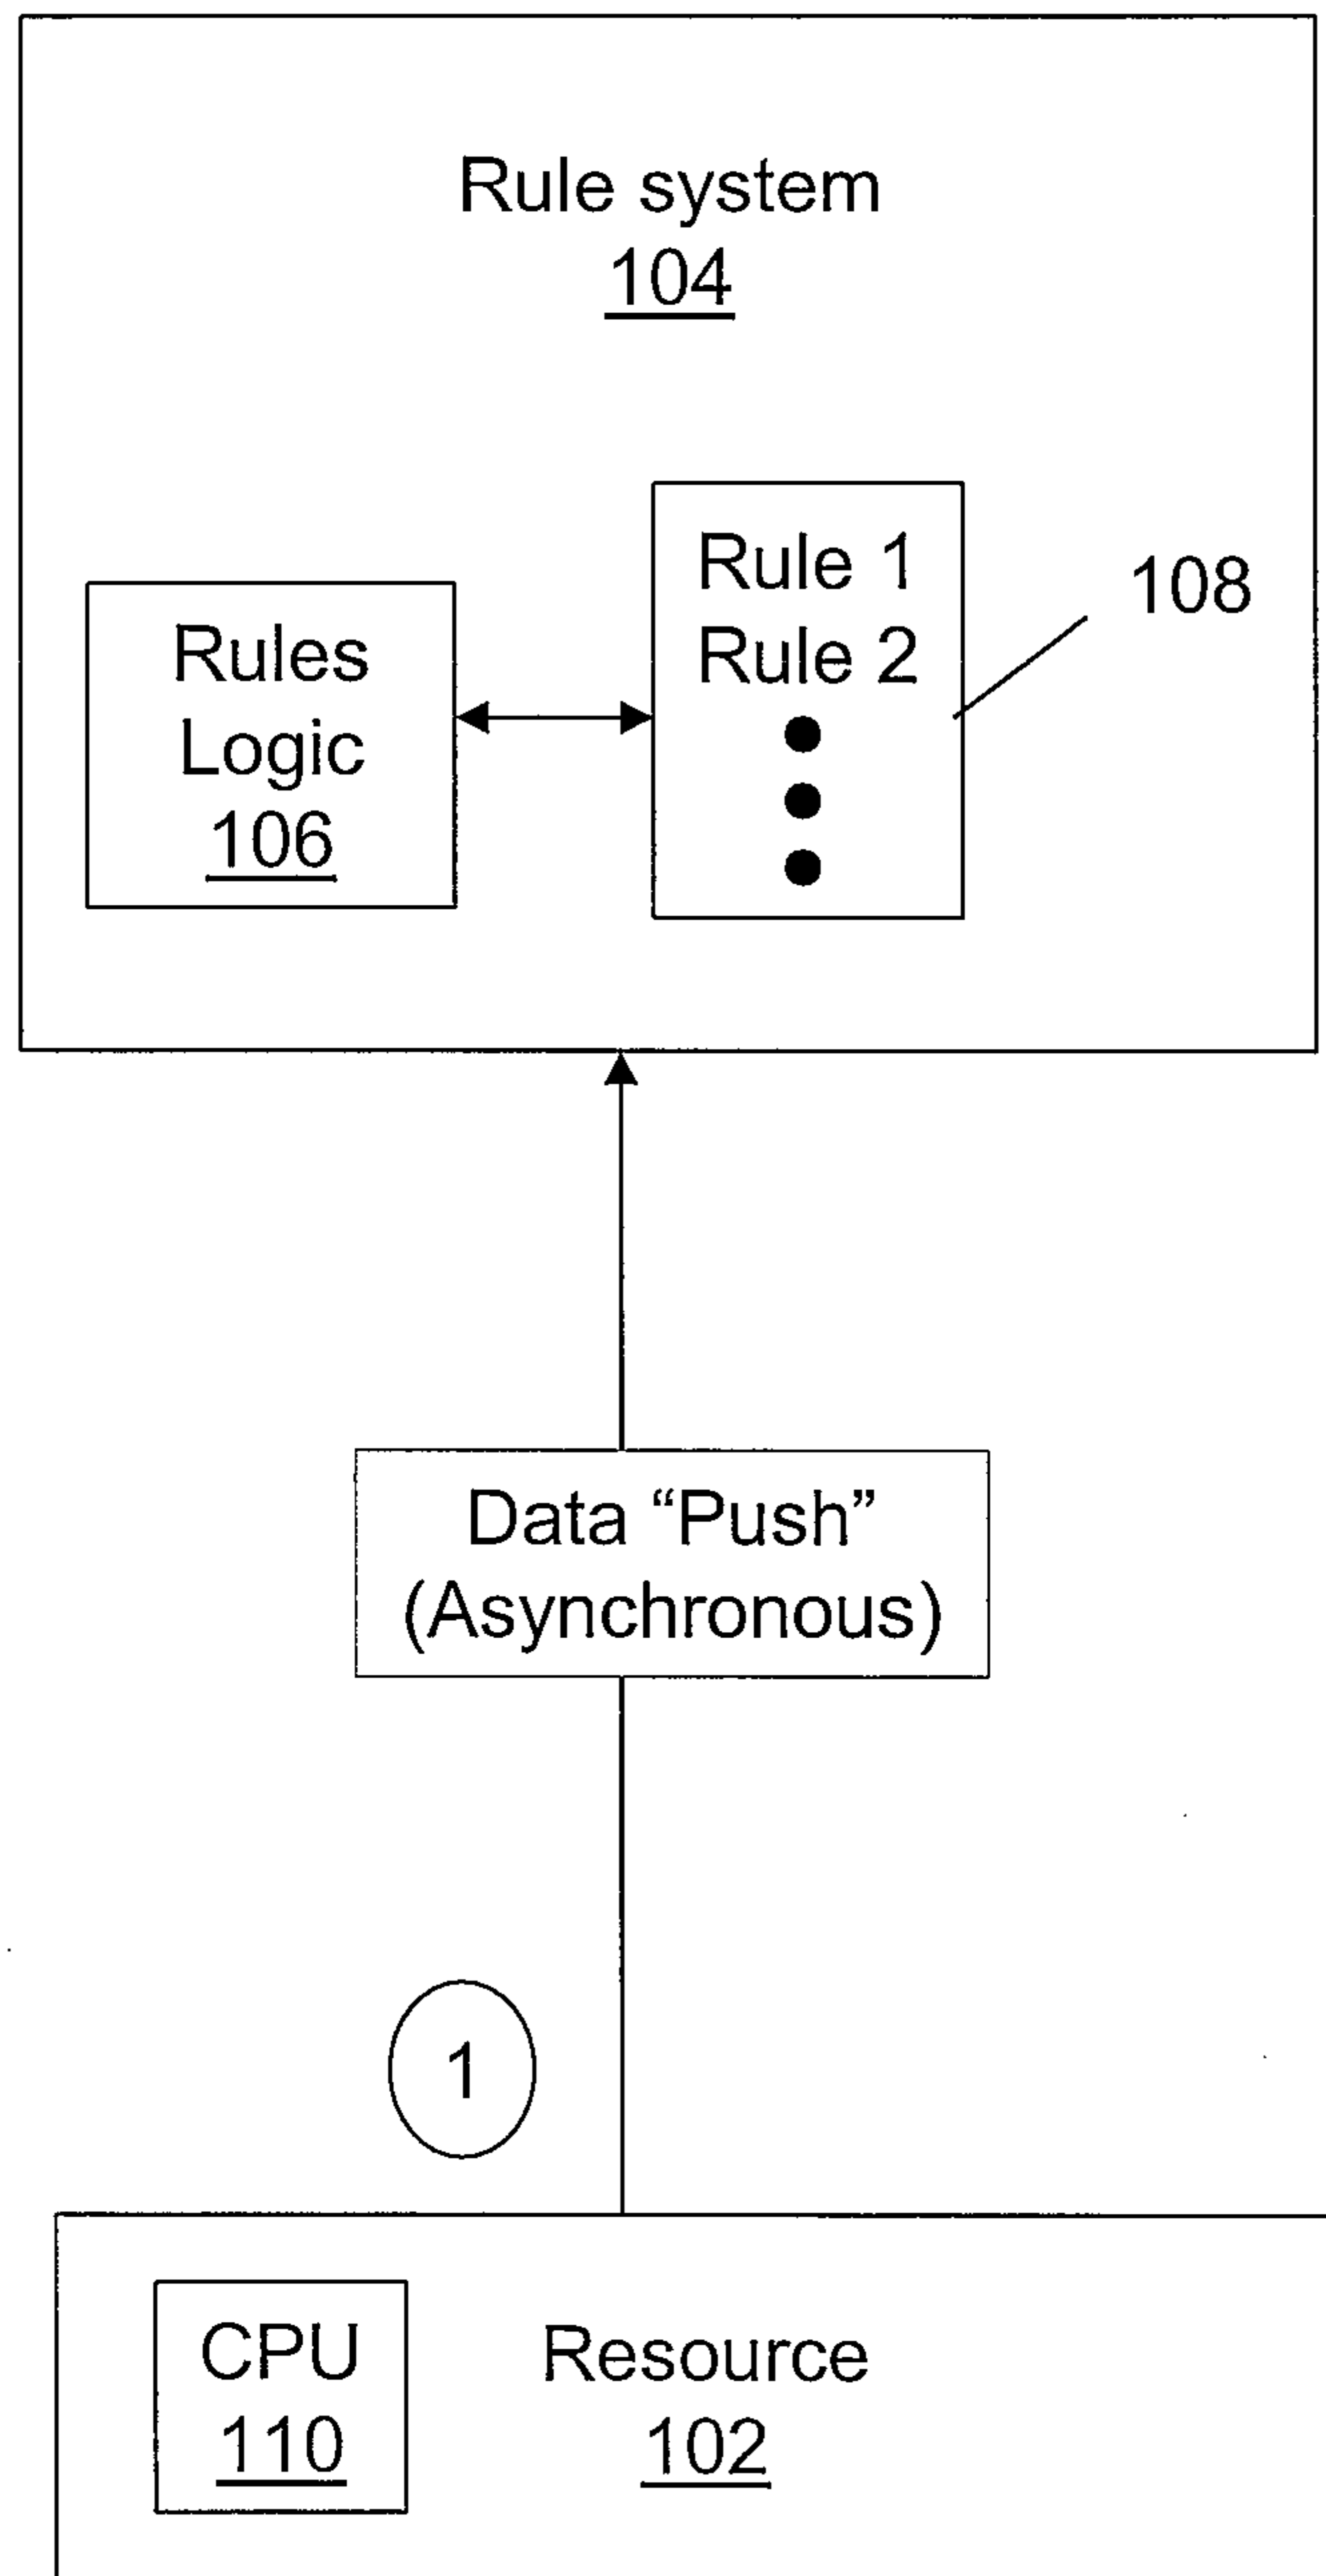 Rule system
104
Rule 1
Rule 2
108
Rules
Logic
106
Data “Push”
(Asynchronous)
1
CPU
110
Resource
102